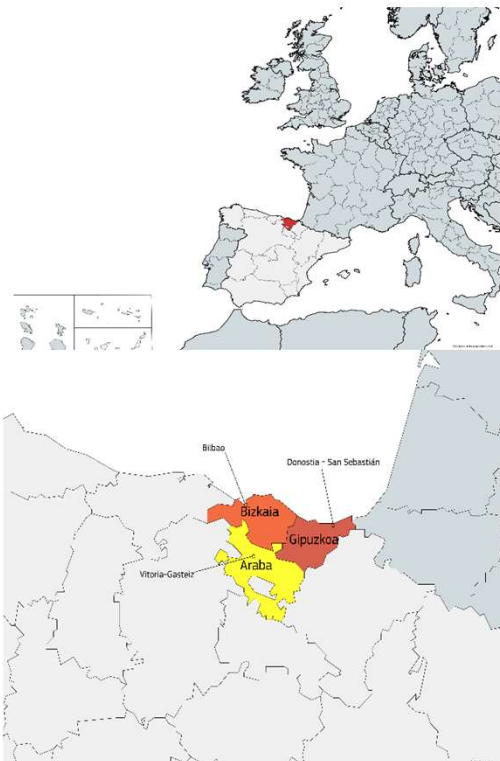 Bilbao
Donostia - San Sebastián
Bizkaia
Gipuzkoa
Araba
Vitoria-Gasteiz